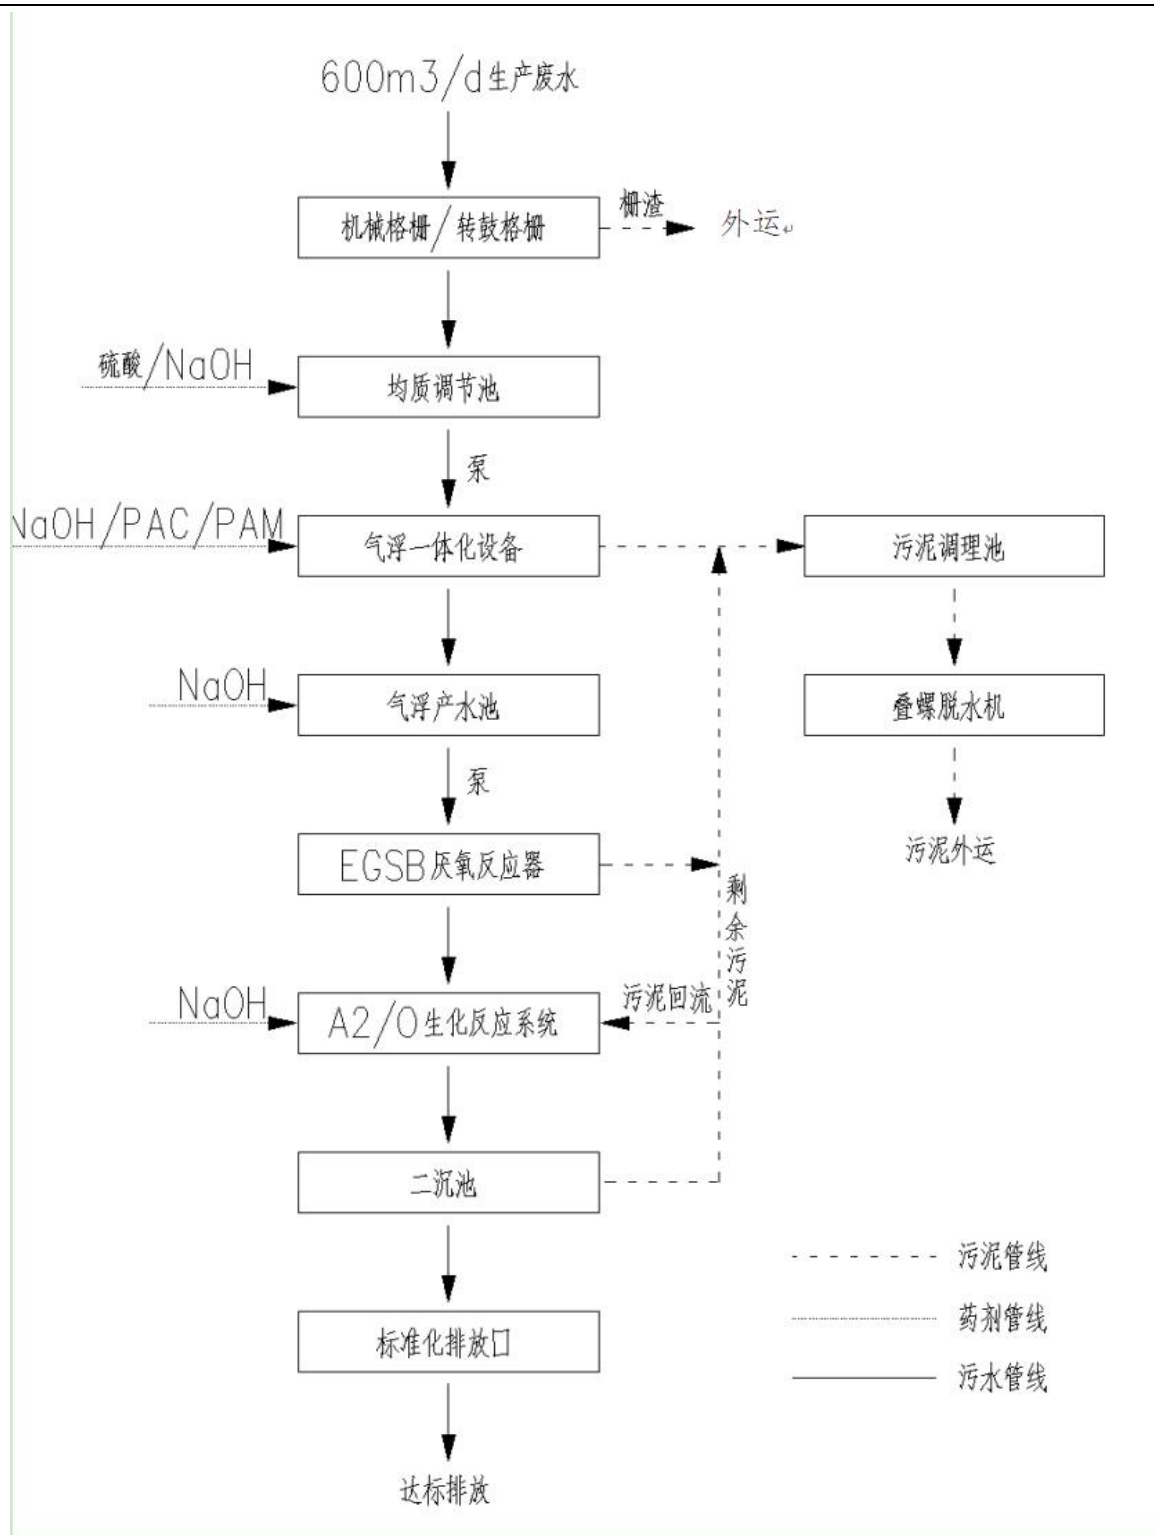 600m3/d生产废水
机械格栅/转鼓格栅
栅渣
外运
硫酸/NaOH
均质调节池
泵
NaOH/PAC/PAM
气浮一体化设备
污泥调理池
NaOH
气浮产水池
叠螺脱水机
泵
EGSB厌氧反应器
污泥外运
剩余污泥
NaOH
A2/O生化反应系统
污泥回流
二沉池
污泥管线
标准化排放口
药剂管线
污水管线
达标排放